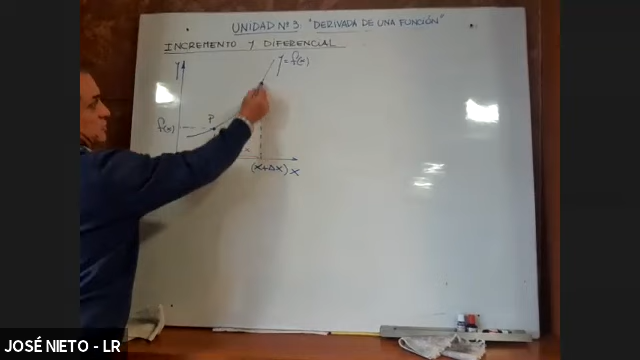 UNIDAD Nº 3: "DERIVADA DE UNA FUNCIÓN"
INCREMENTO Y DIFERENCIAL
y
y=f(x)
P
f(x)
(x+Δx) X
JOSÉ NIETO - LR